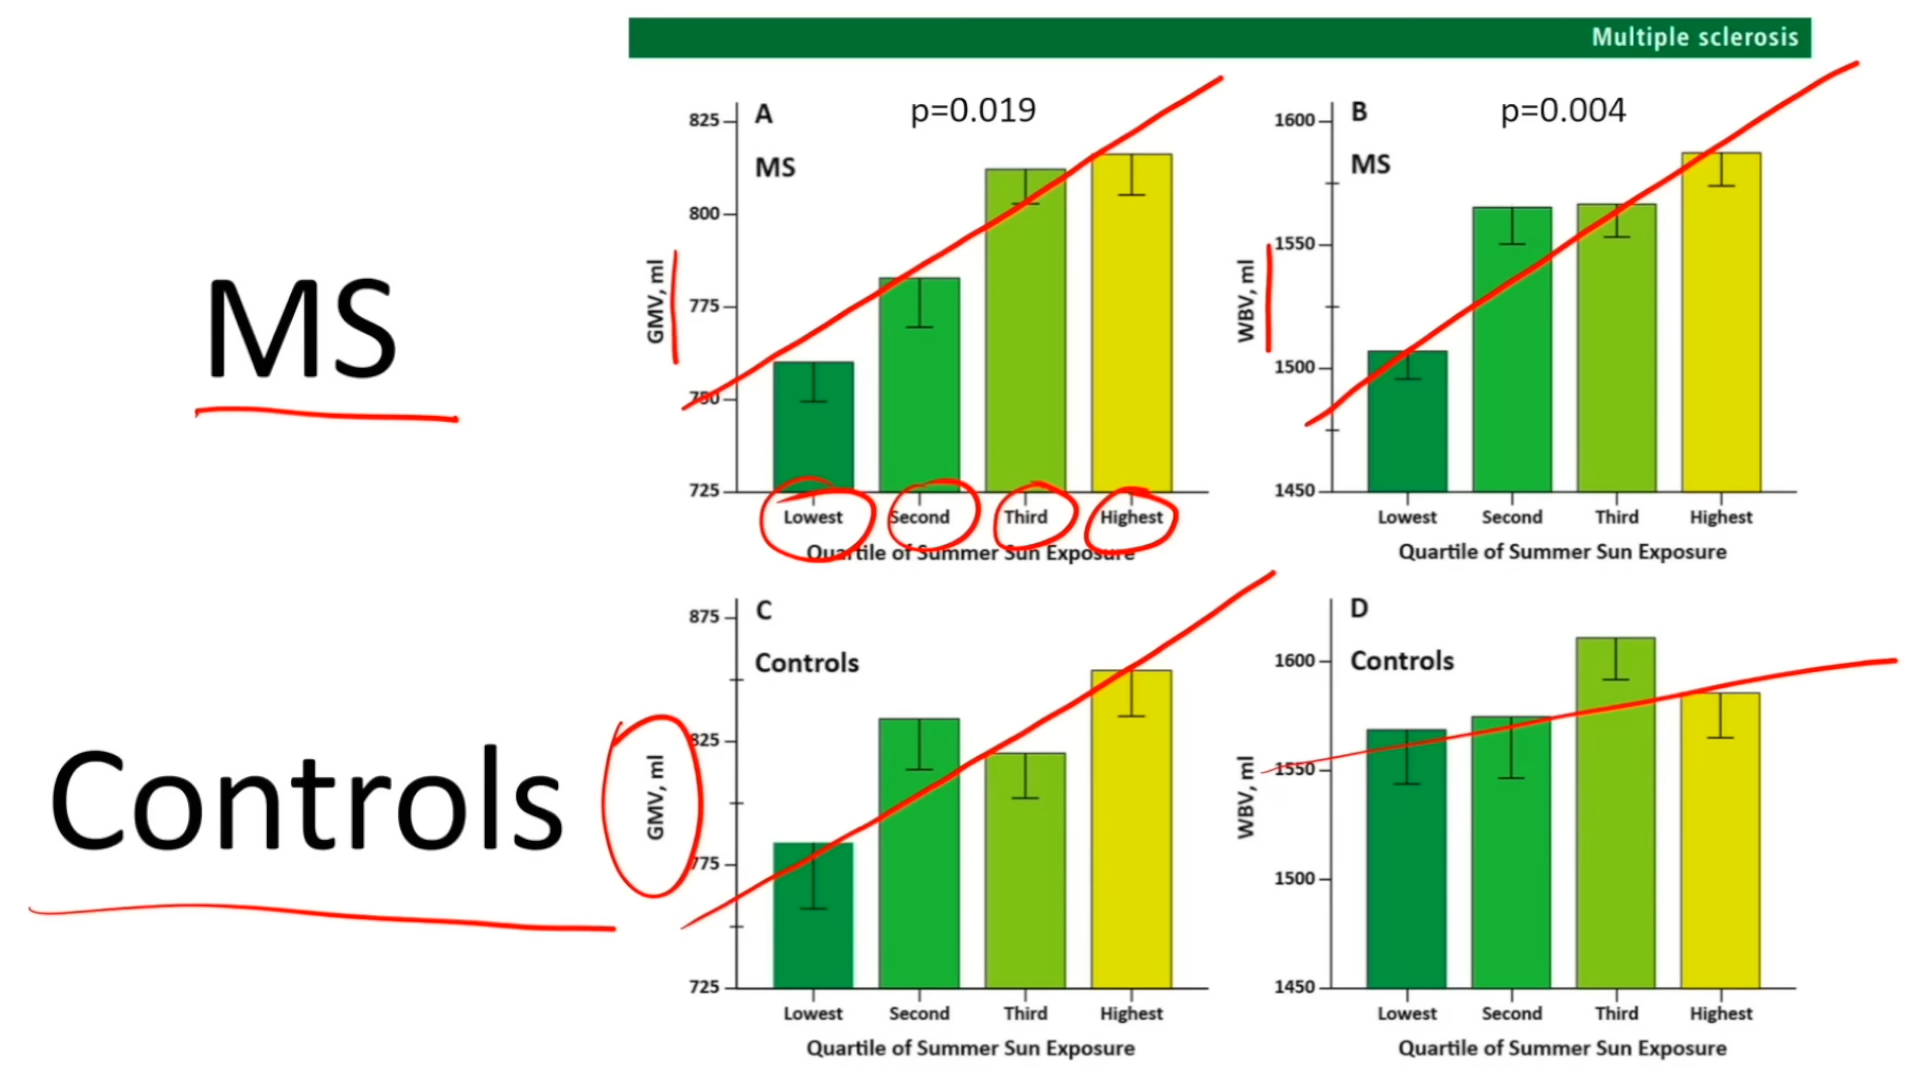 Multiple sclerosis
MS
Controls
A
p=0.019
MS
825
800
775
750
725
GMV, ml
Lowest
Second
Third
Highest
Quartile of Summer Sun Exposure
B
p=0.004
MS
1600
1550
1500
1450
WBV, ml
Lowest
Second
Third
Highest
Quartile of Summer Sun Exposure
C
Controls
875
825
775
725
GMV, ml
Lowest
Second
Third
Highest
Quartile of Summer Sun Exposure
D
Controls
1600
1550
1500
1450
WBV, ml
Lowest
Second
Third
Highest
Quartile of Summer Sun Exposure